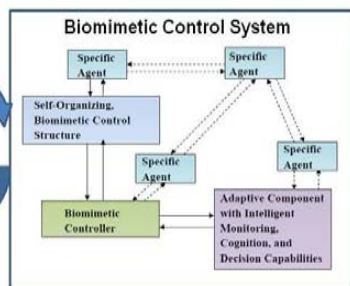 Biomimetic Control System
Specific
Agent
Specific
Agent
Self-Organizing,
Biomimetic Control
Structure
Specific
Agent
Specific
Agent
Biomimetic
Controller
Adaptive Component
with Intelligent
Monitoring,
Cognition, and
Decision Capabilities